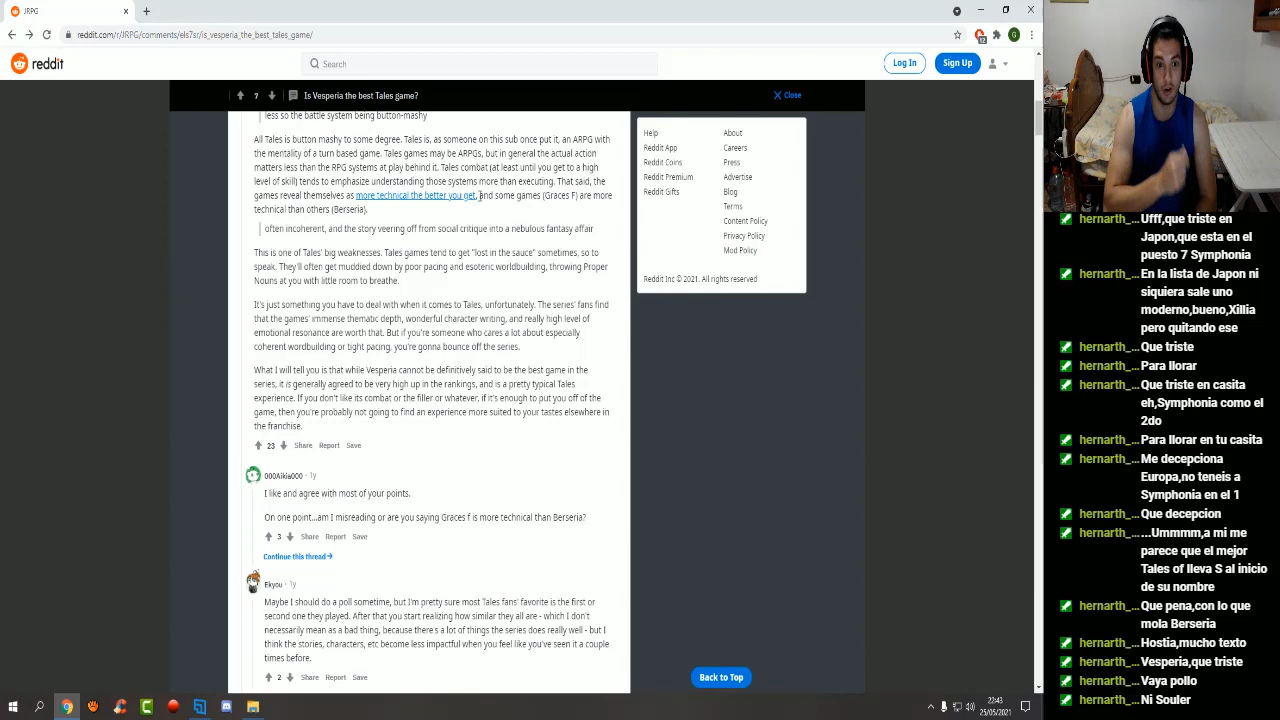 JRPG
reddit.com/r/JRPG/comments/els7sr/is_vesperia_the_best_tales_game/
reddit
Search
Log In
Sign Up
7
Is Vesperia the best Tales game?
Close
less so the battle system being button-mashy
All Tales is button mashy to some degree. Tales is, as someone on this sub once put it, an ARPG with
the mentality of a turn based game. Tales games may be ARPGs, but in general the actual action
matters less than the RPG systems at play behind it. Tales combat (at least until you get to a high
level of skill) tends to emphasize understanding those systems more than executing. That said, the
games reveal themselves as more technical the better you get, and some games (Graces F) are more
technical than others (Berseria).
often incoherent, and the story veering off from social critique into a nebulous fantasy affair
This is one of Tales' big weaknesses. Tales games tend to get "lost in the sauce" sometimes, so to
speak. They'll often get muddied down by poor pacing and esoteric worldbuilding, throwing Proper
Nouns at you with little room to breathe.
It's just something you have to deal with when it comes to Tales, unfortunately. The series' fans find
that the games' immense thematic depth, wonderful character writing, and really high level of
emotional resonance are worth that. But if you're someone who cares a lot about especially
coherent wordbuilding or tight pacing, you're gonna bounce off the series.
What I will tell you is that while Vesperia cannot be definitively said to be the best game in the
series, it is generally agreed to be very high up in the rankings, and is a pretty typical Tales
experience. If you don't like its combat or the filler or whatever, if it's enough to put you off of the
game, then you're probably not going to find an experience more suited to your tastes elsewhere in
the franchise.
23 Share Report Save
000Aikia000 · 1y
I like and agree with most of your points.
On one point...am I misreading or are you saying Graces f is more technical than Berseria?
3 Share Report Save
Continue this thread
Ekyou · 1y
Maybe I should do a poll sometime, but I'm pretty sure most Tales fans' favorite is the first or
second one they played. After that you start realizing how similar they all are - which I don't
necessarily mean as a bad thing, because there's a lot of things the series does really well - but I
think the stories, characters, etc become less impactful when you feel like you've seen it a couple
times before.
2 Share Report Save
Help About
Reddit App Careers
Reddit Coins Press
Reddit Premium Advertise
Reddit Gifts Blog
Terms
Content Policy
Privacy Policy
Mod Policy
Reddit Inc © 2021. All rights reserved
Back to Top
hernarth_... Ufff,que triste en
Japon,que esta en el
puesto 7 Symphonia
hernarth_... En la lista de Japon ni
siquiera sale uno
moderno,bueno,Xillia
pero quitando ese
hernarth_... Que triste
hernarth_... Para llorar
hernarth_... Que triste en casita
eh,Symphonia como el
2do
hernarth_... Para llorar en tu casita
hernarth_... Me decepciona
Europa,no teneis a
Symphonia en el 1
hernarth_... Que decepcion
hernarth_... ...Ummmm,a mi me
parece que el mejor
Tales of lleva S al inicio
de su nombre
hernarth_... Que pena,con lo que
mola Berseria
hernarth_... Hostia,mucho texto
hernarth_... Vesperia,que triste
hernarth_... Vaya pollo
hernarth_... Ni Souler
22:43
25/05/2021